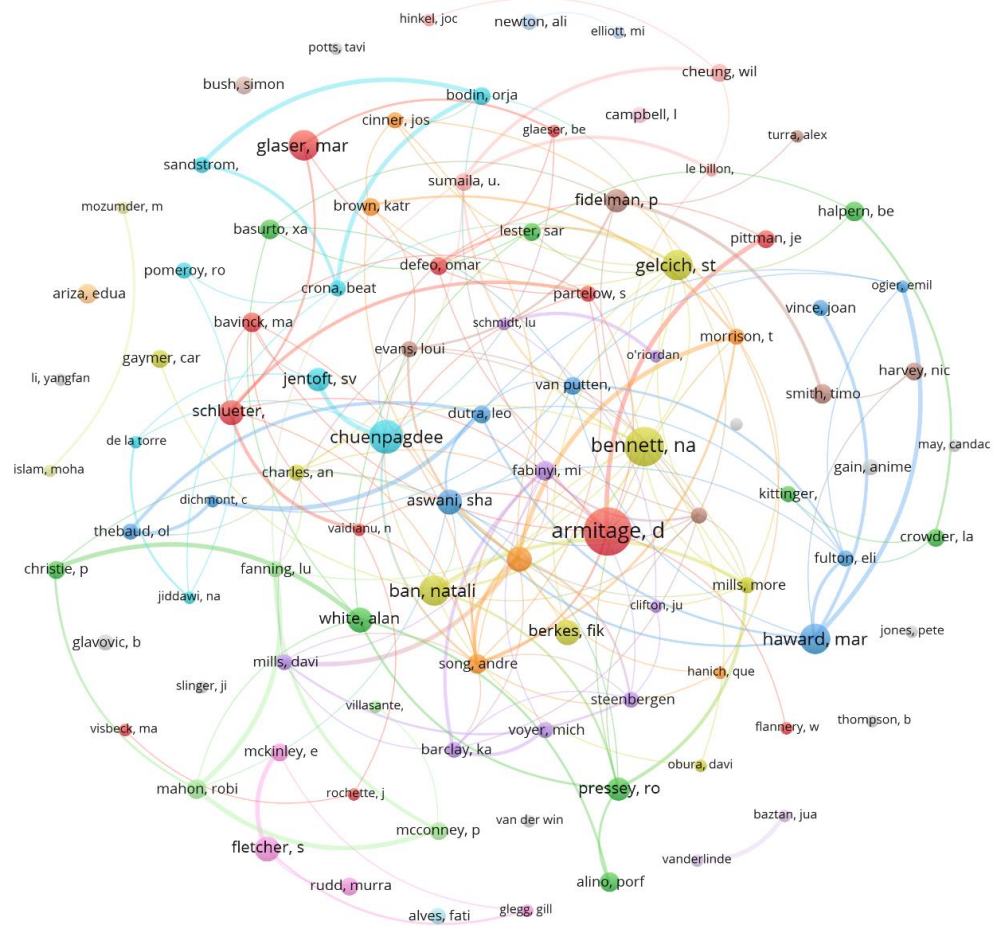 hinkel, joc
newton, ali
elliott, mi
potts, tavi
cheung, wil
bush, simon
bodin, orja
campbell, l
cinner, jos
glaeser, be
turra, alex
glaser, mar
sandstrom,
le billon,
sumaila, u.
fidelman, p
mozumder, m
brown, katr
halpern, be
basurto, xa
lester, sar
pittman, je
pomeroy, ro
defeo, omar
gelcich, st
crona, beat
ogier, emil
ariza, edua
partelow, s
vince, joan
bavinck, ma
schmidt, lu
morrison, t
gaymer, car
evans, loui
o'riordan,
li, yangfan
jentoft, sv
van putten,
harvey, nic
smith, timo
schlueter,
dutra, leo
chuenpagdee
bennett, na
de la torre
may, candac
islam, moha
charles, an
fabinyi, mi
gain, anime
dichmont, c
aswani, sha
kittinger,
thebaud, ol
vaidianu, n
armitage, d
crowder, la
christie, p
fanning, lu
fulton, eli
jiddawi, na
ban, natali
mills, more
white, alan
clifton, ju
glavovic, b
berkes, fik
haward, mar
jones, pete
mills, davi
song, andre
hanich, que
slinger, ji
villasante,
steenbergen
visbeck, ma
voyer, mich
flannery, w
thompson, b
mckinley, e
barclay, ka
obura, davi
mahon, robi
rochette, j
pressey, ro
van der win
baztan, jua
mcconney, p
fletcher, s
vanderlinde
rudd, murra
alino, porf
alves, fati
glegg, gill